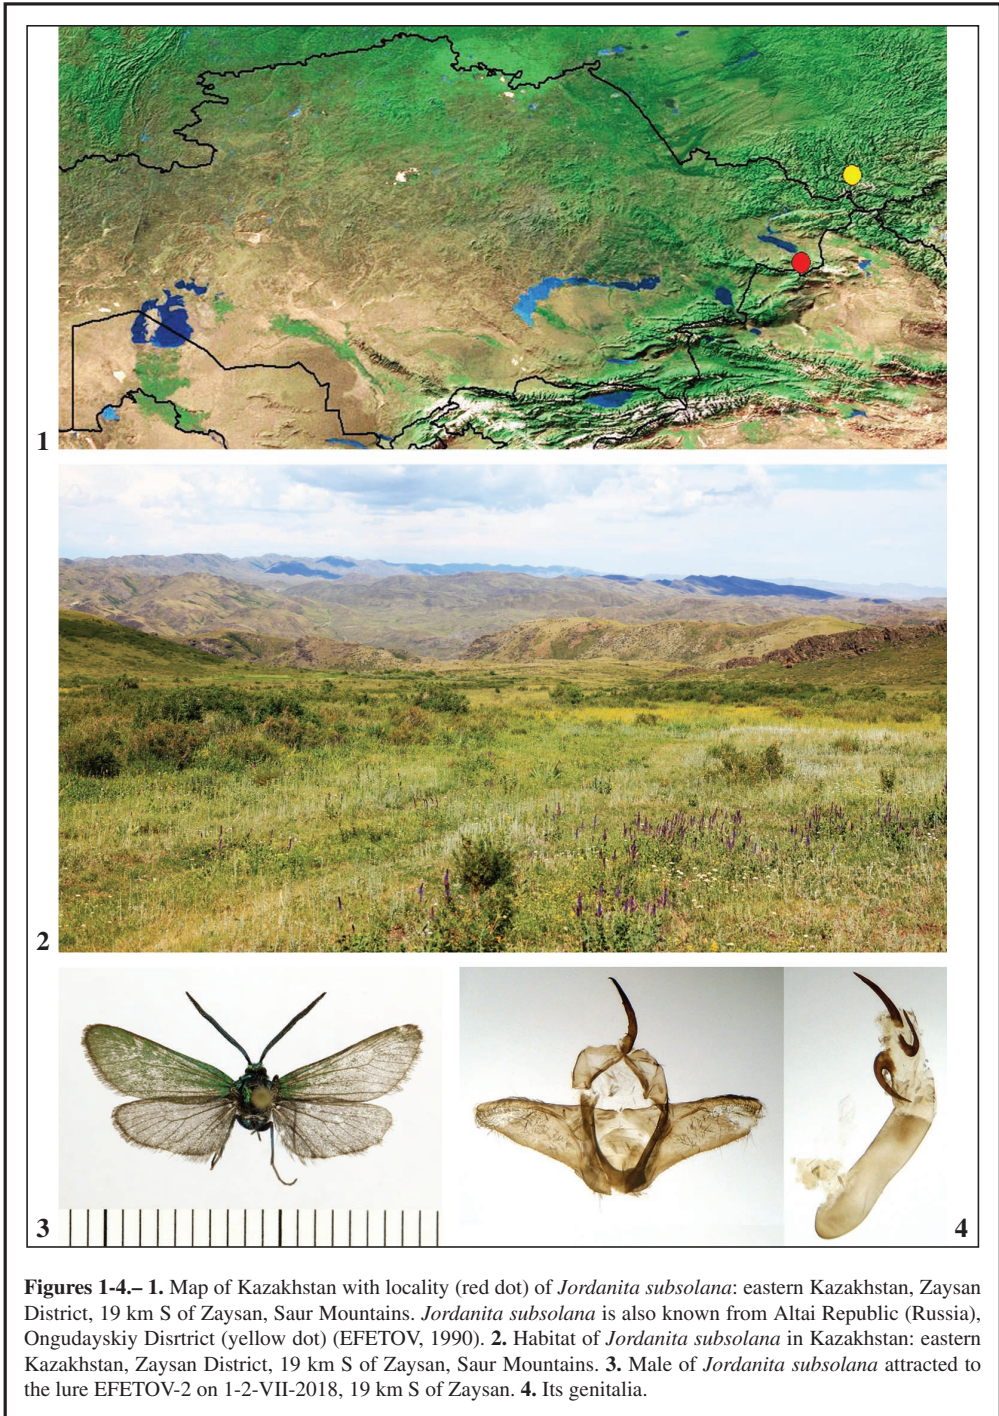 1
2
3
4
Figures 1-4.– 1. Map of Kazakhstan with locality (red dot) of Jordanita subsolana: eastern Kazakhstan, Zaysan
District, 19 km S of Zaysan, Saur Mountains. Jordanita subsolana is also known from Altai Republic (Russia),
Ongudayskiy Disrtrict (yellow dot) (EFETOV, 1990). 2. Habitat of Jordanita subsolana in Kazakhstan: eastern
Kazakhstan, Zaysan District, 19 km S of Zaysan, Saur Mountains. 3. Male of Jordanita subsolana attracted to
the lure EFETOV-2 on 1-2-VII-2018, 19 km S of Zaysan. 4. Its genitalia.